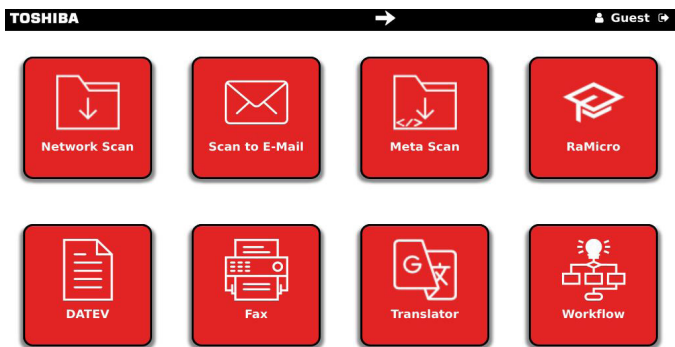 TOSHIBA Guest
Network Scan Scan to E-Mail Meta Scan RaMicro
DATEV Fax Translator Workflow